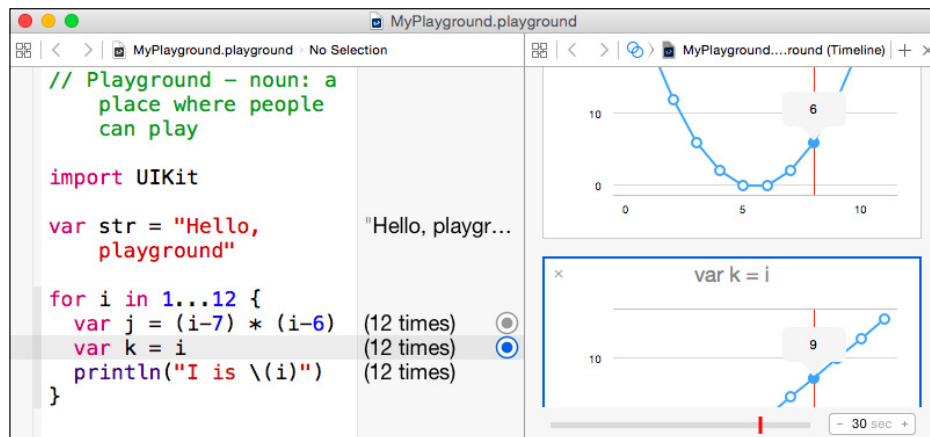 MyPlayground.playground
MyPlayground.playground › No Selection
// Playground – noun: a
place where people
can play
import UIKit
var str = "Hello,
playground"
"Hello, playgr...
for i in 1...12 {
var j = (i-7) * (i-6)
(12 times)
var k = i
(12 times)
println("I is \(i)")
(12 times)
}
MyPlayground....round (Timeline)
10
6
0
0
5
10
var k = i
10
9
- 30 sec +